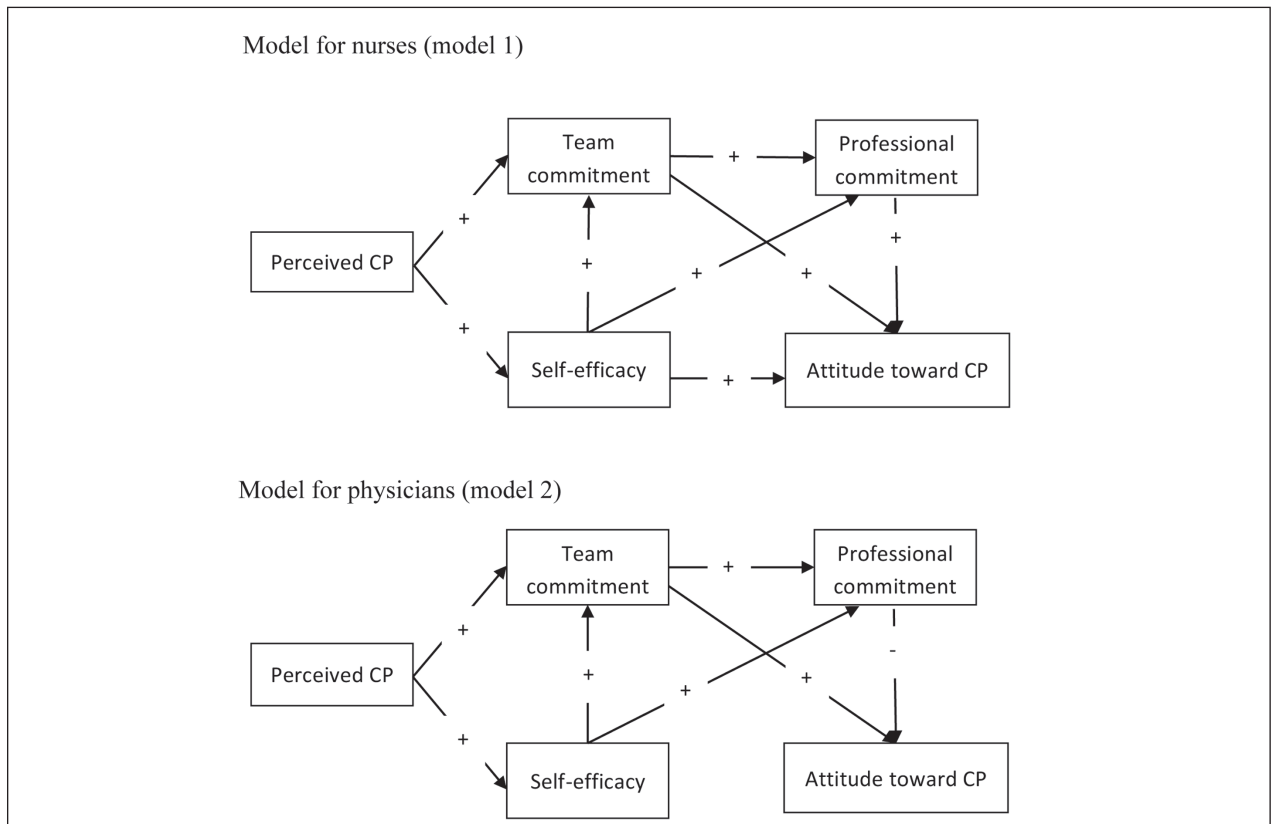 Model for nurses (model 1)
Team
commitment
+
Professional
commitment
+
+
Perceived CP
+
+
+
+
Self-efficacy
+
Attitude toward CP
Model for physicians (model 2)
Team
commitment
+
Professional
commitment
+
-
Perceived CP
+
+
+
+
Self-efficacy
Attitude toward CP